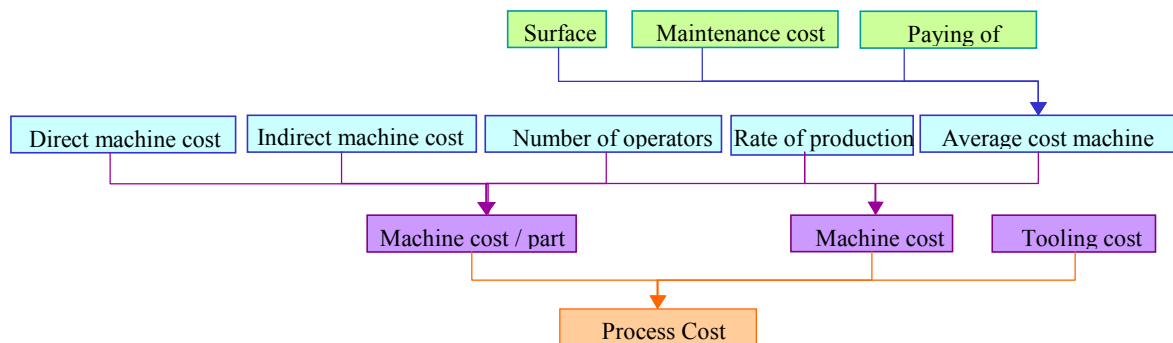 Surface
Maintenance cost
Paying of
Direct machine cost
Indirect machine cost
Number of operators
Rate of production
Average cost machine
Machine cost / part
Machine cost
Tooling cost
Process Cost